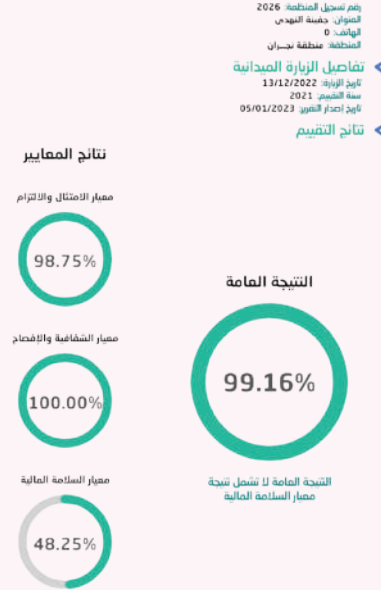 رقم تسجيل المنظمة: 2026
العنوان: جفينة النهدي
الهاتف: 0
المنطقة: منطقة نجــران
تفاصيل الزيارة الميدانية
تاريخ الزيارة: 13/12/2022
سنة التقييم: 2021
تاريخ إصدار التقرير: 05/01/2023
نتائج التقييم
نتائج المعايير
معيار الامتثال والالتزام
98.75%
معيار الشفافية والإفصاح
100.00%
معيار السلامة المالية
48.25%
النتيجة العامة
99.16%
النتيجة العامة لا تشمل نتيجة
معيار السلامة المالية